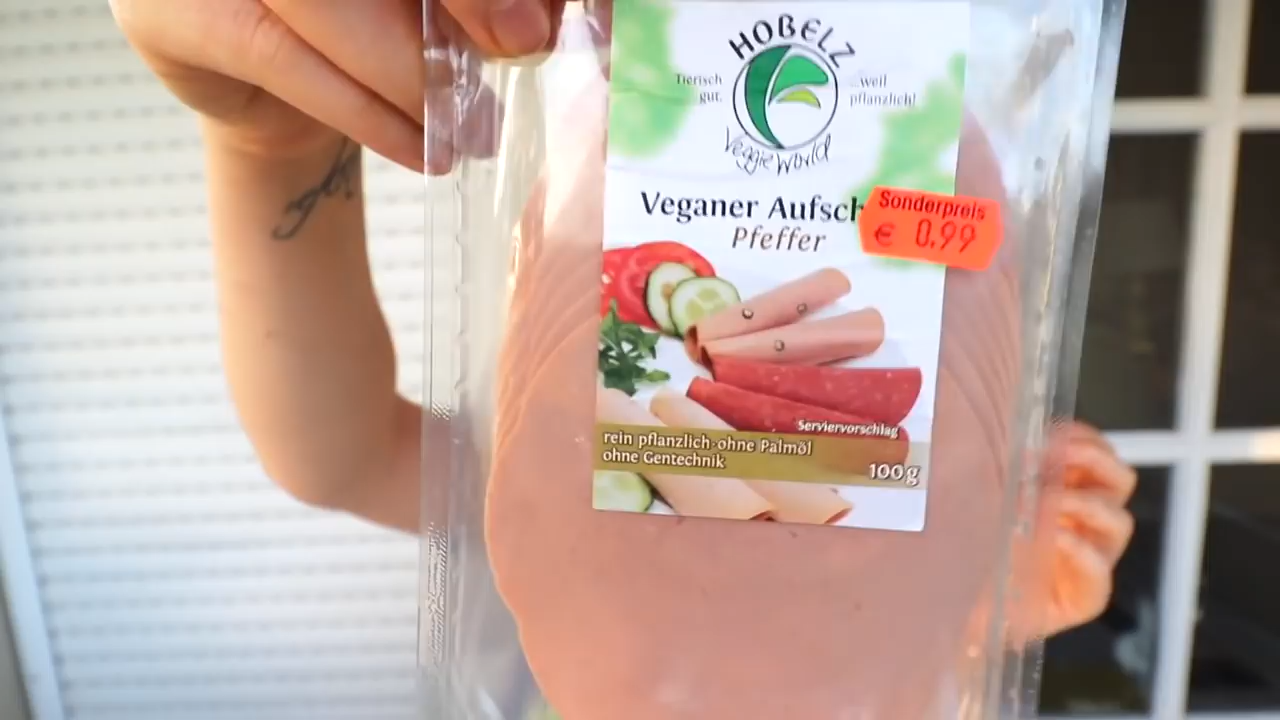 HOBELZ
Tierisch gut,
...weil pflanzlich!
Veggie World
Veganer Aufsch
Pfeffer
Sonderpreis
€ 0.99
Serviervorschlag
rein pflanzlich·ohne Palmöl
ohne Gentechnik
100g